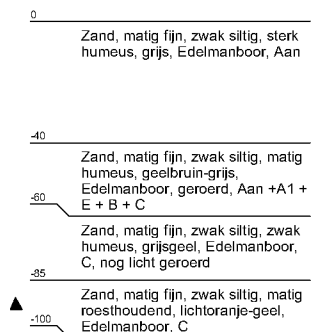 0
Zand, matig fijn, zwak siltig, sterk
humeus, grijs, Edelmanboor, Aan
-40
Zand, matig fijn, zwak siltig, matig
humeus, geelbruin-grijs,
Edelmanboor, geroerd, Aan +A1 +
E + B + C
-60
Zand, matig fijn, zwak siltig, zwak
humeus, grijsgeel, Edelmanboor,
C, nog licht geroerd
-85
Zand, matig fijn, zwak siltig, matig
roesthoudend, lichtoranje-geel,
Edelmanboor, C
-100